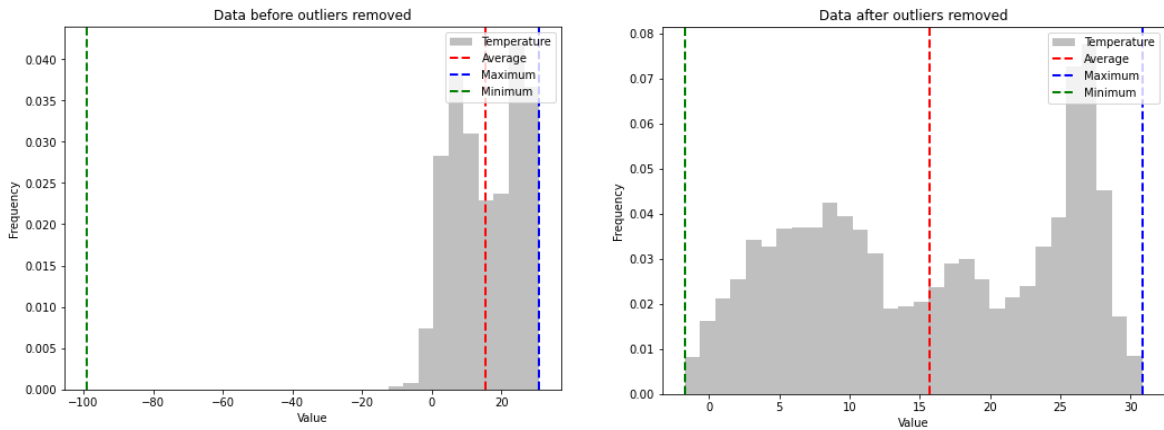 Data before outliers removed
Temperature
Average
Maximum
Minimum
0.040
0.035
0.030
0.025
0.020
0.015
0.010
0.005
0.000
Frequency
−100
−80
−60
−40
−20
0
20
Value
Data after outliers removed
Temperature
Average
Maximum
Minimum
0.08
0.07
0.06
0.05
0.04
0.03
0.02
0.01
0.00
Frequency
0
5
10
15
20
25
30
Value